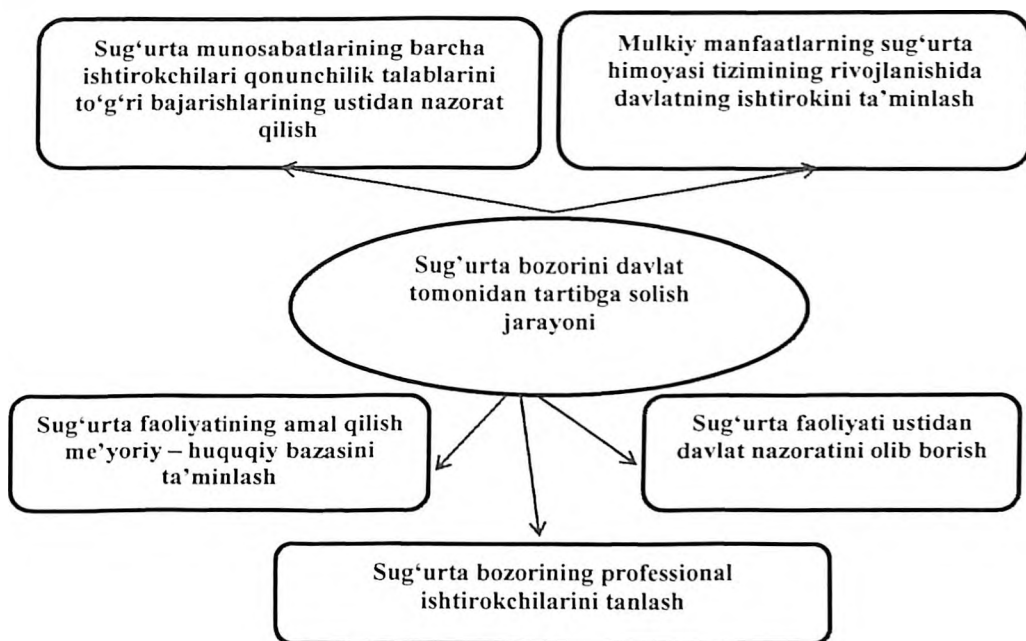 Sug‘urta munosabatlarining barcha
ishtirokchilari qonunchilik talablarini
to‘g‘ri bajarishlarining ustidan nazorat
qilish
Mulkiy manfaatlarning sug‘urta
himoyasi tizimining rivojlanishida
davlatning ishtirokini ta’minlash
Sug’urta bozorini davlat
tomonidan tartibga solish
jarayoni
Sug‘urta faoliyatining amal qilish
me’yoriy – huquqiy bazasini
ta’minlash
Sug‘urta faoliyati ustidan
davlat nazoratini olib borish
Sug‘urta bozorining professional
ishtirokchilarini tanlash